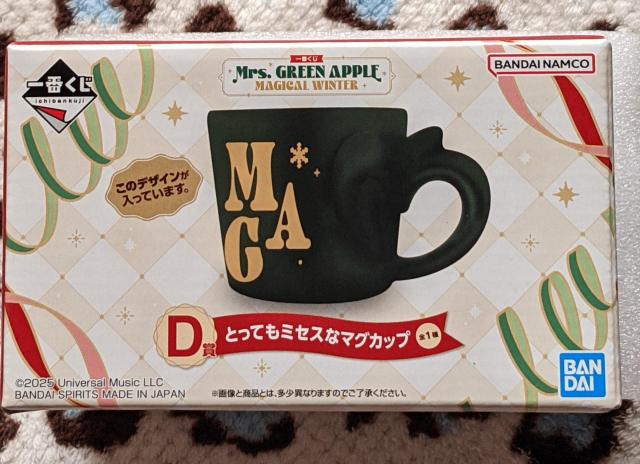 一番くじ
ichibankuji
一番くじ
Mrs. GREEN APPLE
MAGICAL WINTER
BANDAI NAMCO
このデザインが
入っています。
M
A
G
D賞 とってもミセスなマグカップ 全1種
©2025 Universal Music LLC
BANDAI SPIRITS MADE IN JAPAN
※画像と商品とは、多少異なりますのでご了承ください。
BAN
DAI